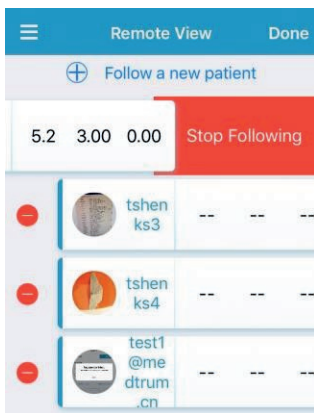 Remote View Done
Follow a new patient
5.2 3.00 0.00 Stop Following
tshen
ks3 -- -- --
tshen
ks4 -- -- --
test1
@med
dtrum -- -- --
.cn